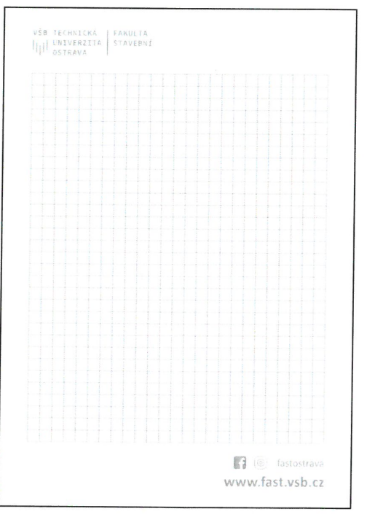 VŠB TECHNICKÁ
UNIVERZITA
OSTRAVA
FAKULTA
STAVEBNÍ
fastostrava
www.fast.vsb.cz